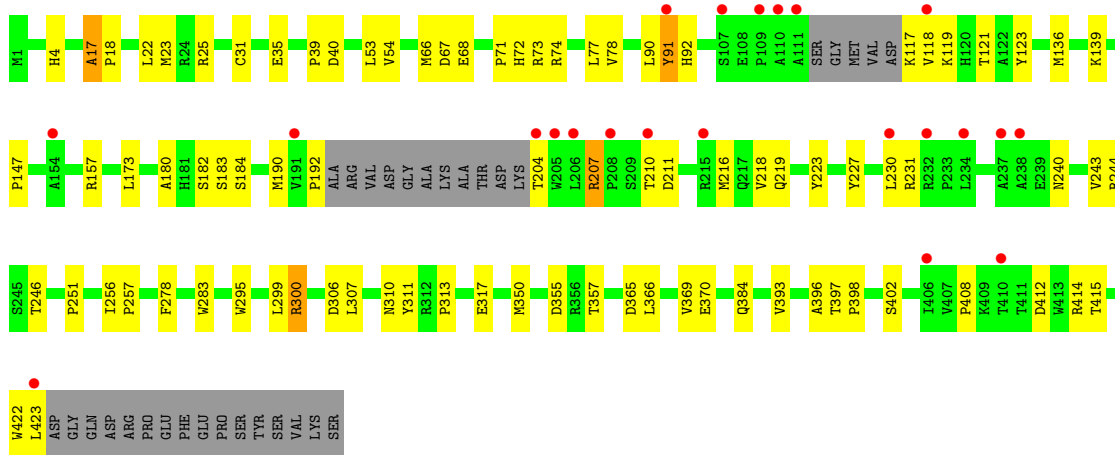 M1 H4 A17 P18 L22 M23 R24 R25 C31 E35 P39 D40 L53 V54 M66 D67 E68 P71 H72 R73 R74 L77 V78 L90 Y91 H92 S107 E108 P109 A110 A111 SER GLY MET VAL ASP K117 V118 K119 H120 T121 A122 Y123 M136 K139
P147 A154 R157 L173 A180 H181 S182 S183 S184 M190 V191 P192 ALA ARG VAL ASP GLY ALA LYS ALA THR ASP LYS T204 W205 L206 R207 P208 S209 T210 D211 R215 M216 Q217 V218 Q219 Y223 Y227 L230 R231 R232 P233 L234 A237 A238 E239 N240 V243
S245 T246 P251 I256 P257 F278 W283 W295 L299 R300 D306 L307 N310 Y311 R312 P313 E317 M350 D355 R356 T357 D365 L366 V369 E370 Q384 V393 A396 T397 P398 S402 I406 V407 P408 K409 T410 T411 D412 W413 R414 T415
W422 L423 ASP GLY GLN ASP ARG PRO GLU PHE GLU PRO SER TYR SER VAL LYS SER